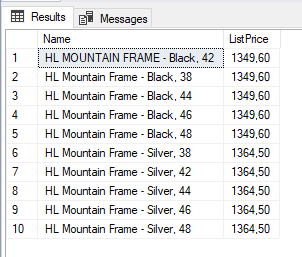 Results Messages
Name ListPrice
1 HL MOUNTAIN FRAME - Black, 42 1349,60
2 HL Mountain Frame - Black, 38 1349,60
3 HL Mountain Frame - Black, 44 1349,60
4 HL Mountain Frame - Black, 46 1349,60
5 HL Mountain Frame - Black, 48 1349,60
6 HL Mountain Frame - Silver, 38 1364,50
7 HL Mountain Frame - Silver, 42 1364,50
8 HL Mountain Frame - Silver, 44 1364,50
9 HL Mountain Frame - Silver, 46 1364,50
10 HL Mountain Frame - Silver, 48 1364,50